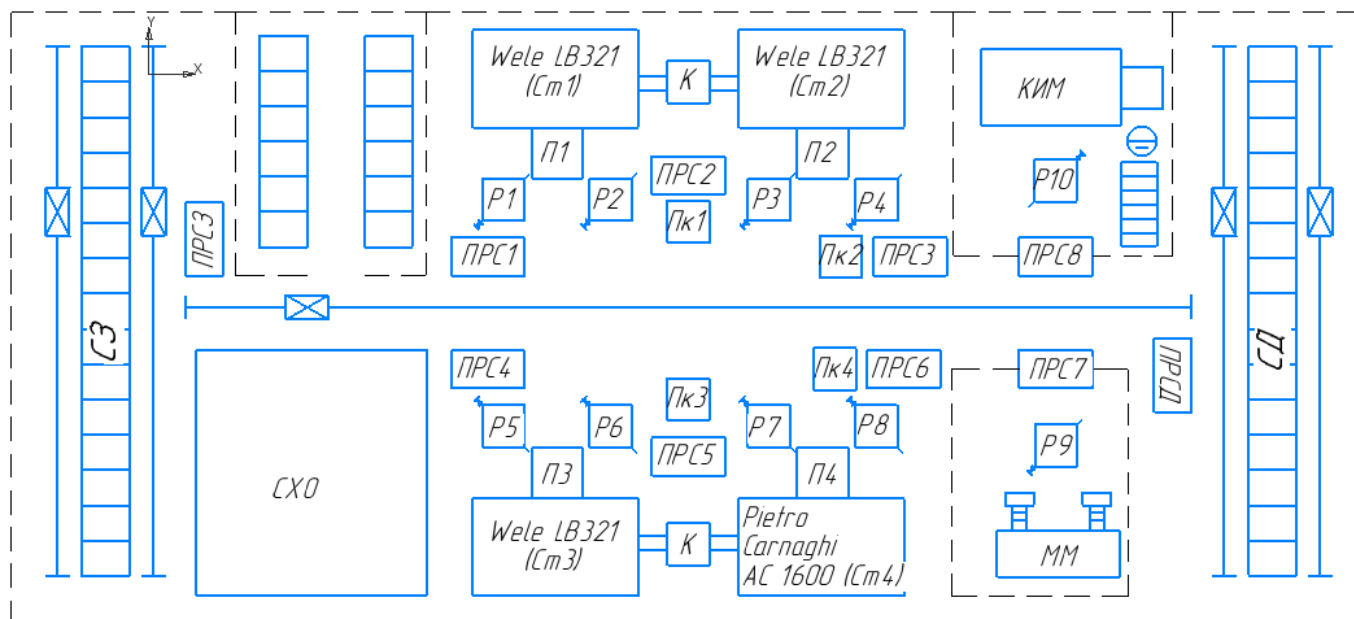 Y
X
Wele LB321
(Ст1)
К
Wele LB321
(Ст2)
КИМ
П1
П2
ПРС2
Р1
Р2
Пк1
Р3
Р4
Р10
ПРС3
ПРС1
Пк2
ПРС3
ПРС8
СЗ
СД
ПРС4
Пк4
ПРС6
ПРС7
ПРСД
Пк3
Р5
Р6
Р7
Р8
Р9
ПРС5
П3
П4
СХО
Wele LB321
(Ст3)
К
Pietro
Carnaghi
AC 1600 (Ст4)
ММ